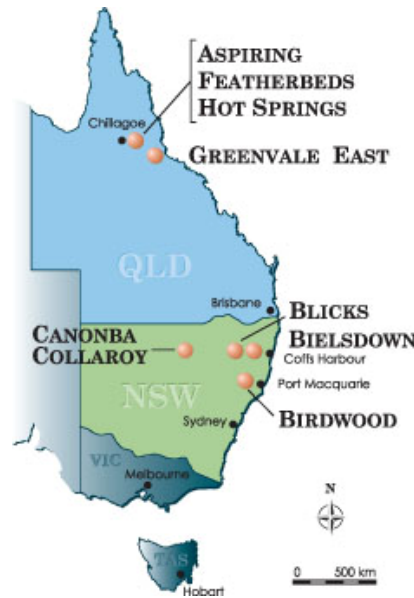 ASPIRING
FEATHERBEDS
HOT SPRINGS
Chillagoe
GREENVALE EAST
QLD
Brisbane
BLICKS
CANONBA
COLLAROY
BIELSDOWN
Coffs Harbour
NSW
Port Macquarie
Sydney
BIRDWOOD
VIC
Melbourne
N
TAS
Hobart
0 500 km